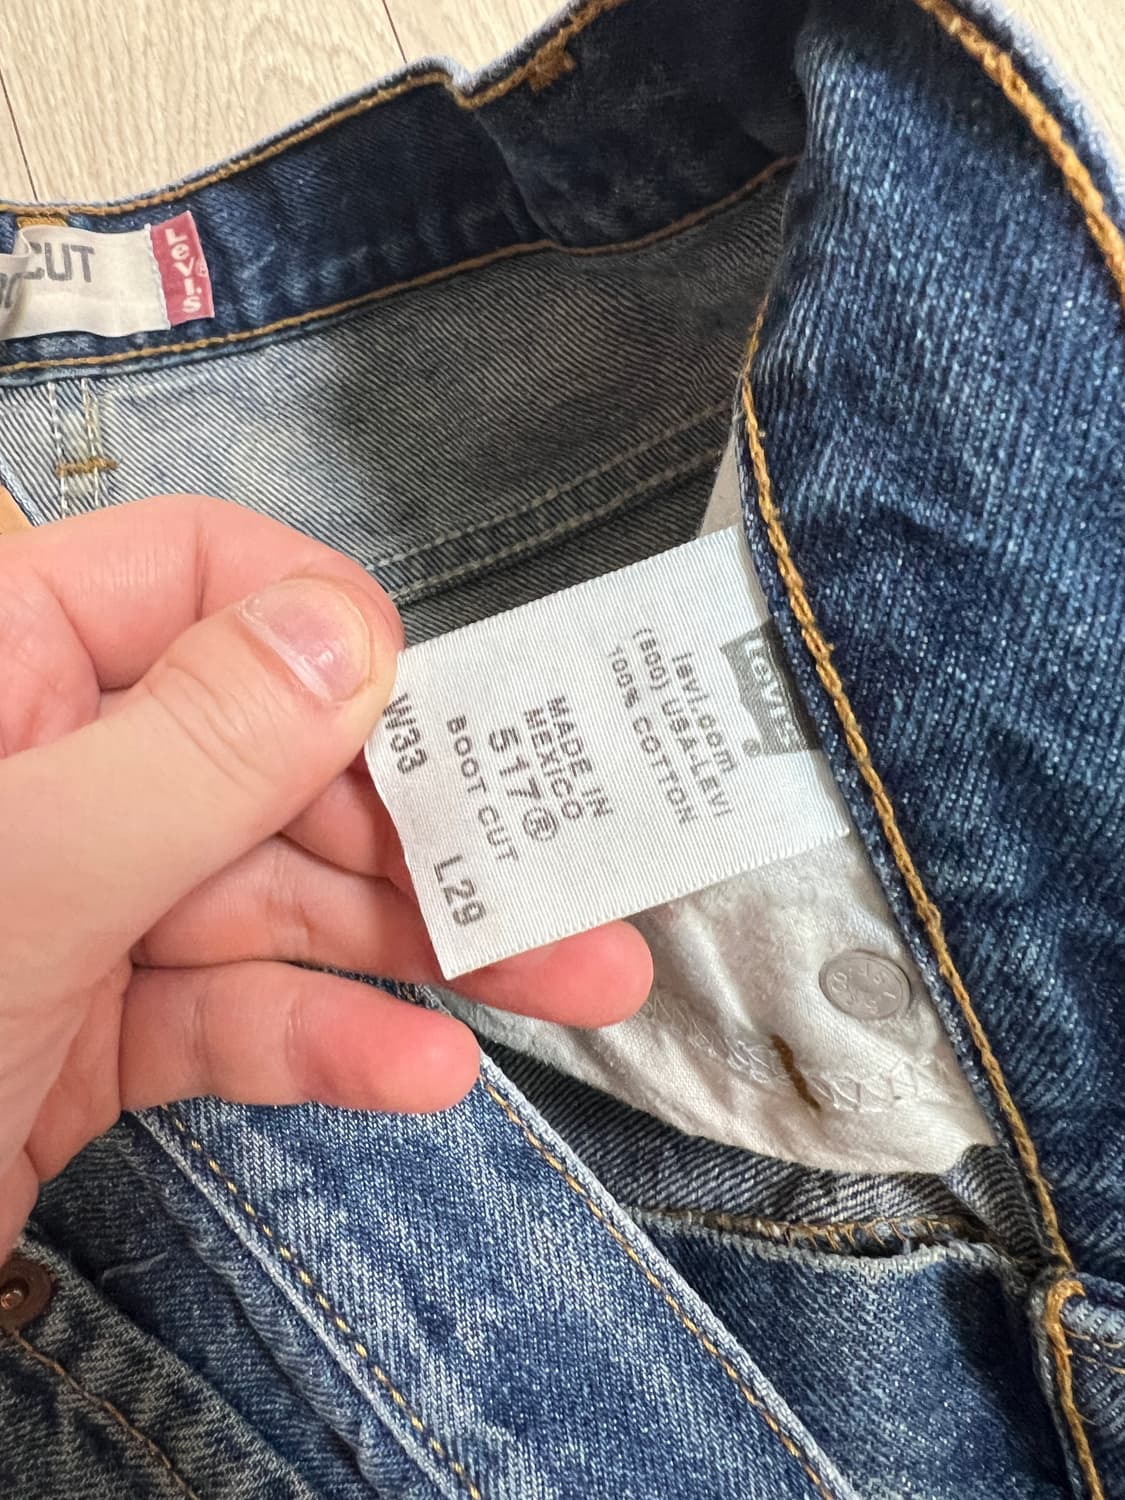 CUT
Levi's
Levi's®
levi.com
(800) USA-LEVI
100% COTTON
MADE IN
MEXICO
517®
BOOT CUT
W33 L29